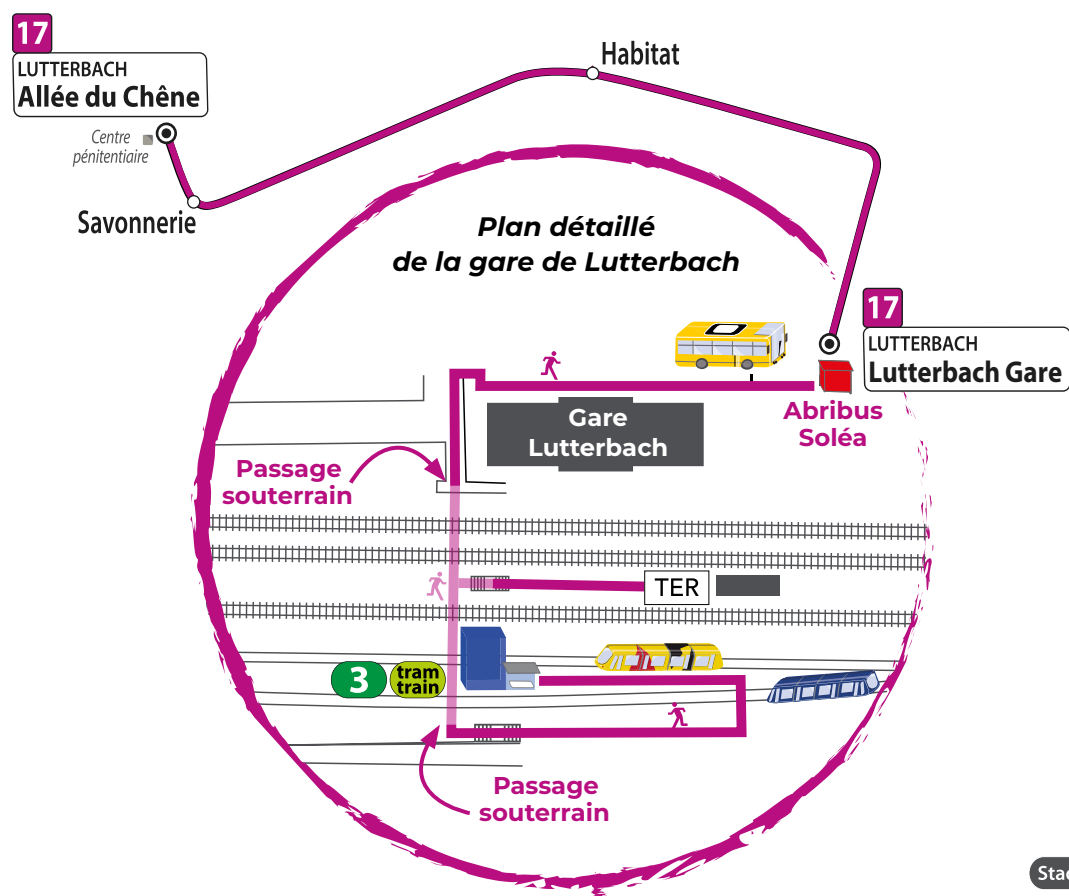 17
LUTTERBACH
Allée du Chêne
Centre
pénitentiaire
Savonnerie
Habitat
Plan détaillé
de la gare de Lutterbach
17
LUTTERBACH
Lutterbach Gare
Abribus
Soléa
Gare
Lutterbach
Passage
souterrain
TER
3
tram
train
Passage
souterrain